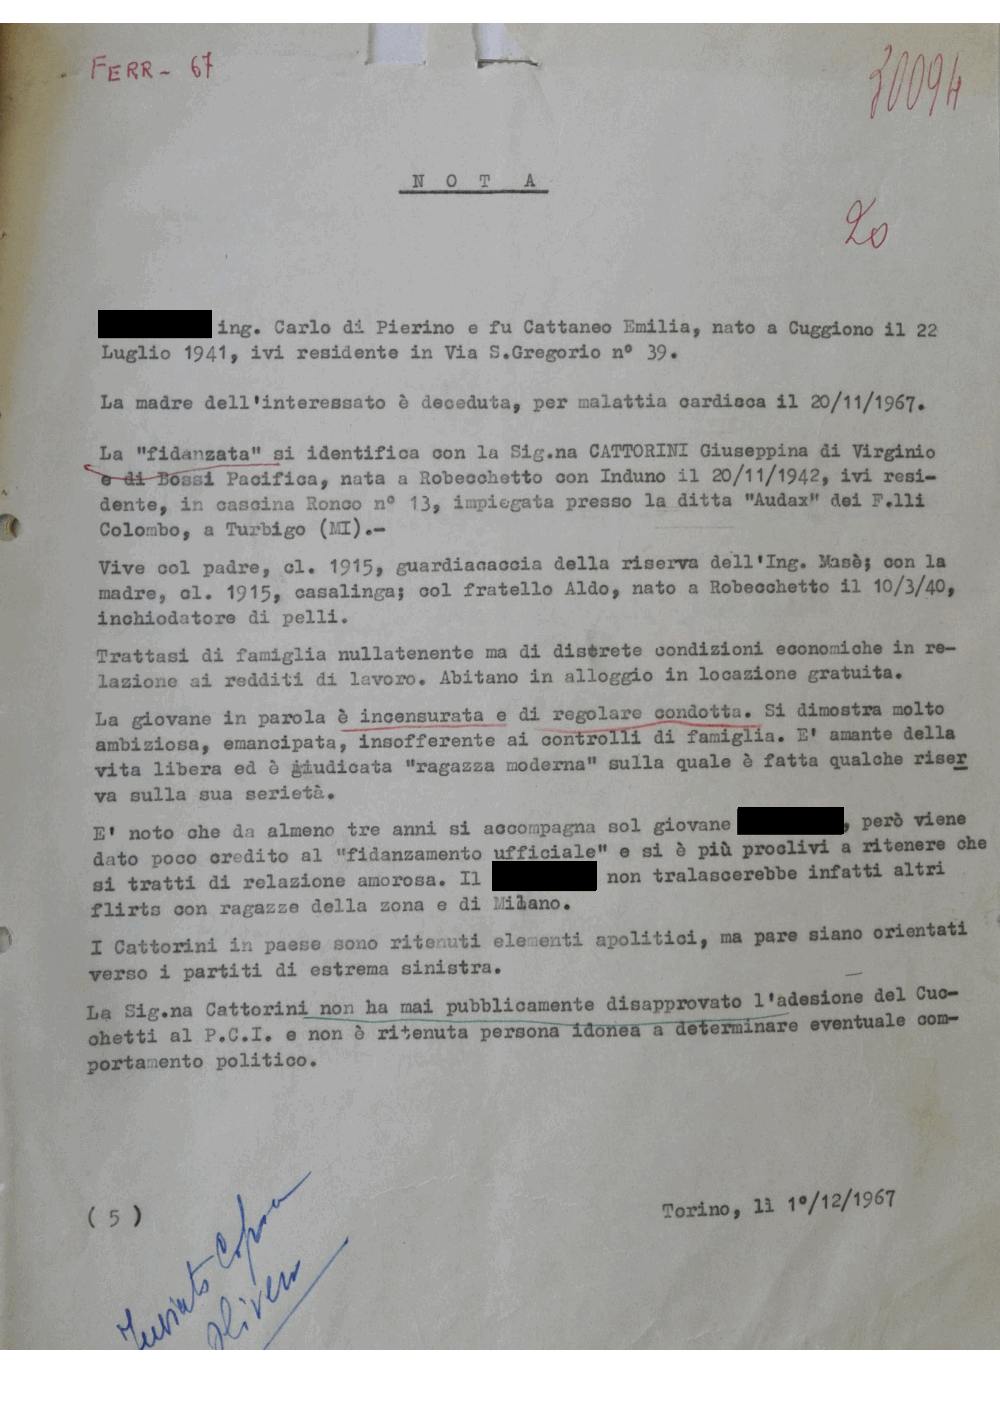 FERR - 67
30094
N O T A
20
ing. Carlo di Pierino e fu Cattaneo Emilia, nato a Cuggiono il 22
Luglio 1941, ivi residente in Via S.Gregorio n° 39.
La madre dell'interessato è deceduta, per malattia cardiaca il 20/11/1967.
La "fidanzata" si identifica con la Sig.na CATTORINI Giuseppina di Virginio
e di Bossi Pacifica, nata a Robecchetto con Induno il 20/11/1942, ivi resi-
dente, in cascina Ronco n° 13, impiegata presso la ditta "Audax" dei F.lli
Colombo, a Turbigo (MI).-
Vive col padre, cl. 1915, guardiacaccia della riserva dell'Ing. Masè; con la
madre, cl. 1915, casalinga; col fratello Aldo, nato a Robecchetto il 10/3/40,
inchiodatore di pelli.
Trattasi di famiglia nullatenente ma di discrete condizioni economiche in re-
lazione ai redditi di lavoro. Abitano in alloggio in locazione gratuita.
La giovane in parola è incensurata e di regolare condotta. Si dimostra molto
ambiziosa, emancipata, insofferente ai controlli di famiglia. E' amante della
vita libera ed è giudicata "ragazza moderna" sulla quale è fatta qualche riser
va sulla sua serietà.
E' noto che da almeno tre anni si accompagna sol giovane , però viene
dato poco credito al "fidanzamento ufficiale" e si è più proclivi a ritenere che
si tratti di relazione amorosa. Il non tralascerebbe infatti altri
flirts con ragazze della zona e di Milano.
I Cattorini in paese sono ritenuti elementi apolitici, ma pare siano orientati
verso i partiti di estrema sinistra.
La Sig.na Cattorini non ha mai pubblicamente disapprovato l'adesione del Cuc-
chetti al P.C.I. e non è ritenuta persona idonea a determinare eventuale com-
portamento politico.
( 5 )
Torino, lì 1°/12/1967
Inviato copia